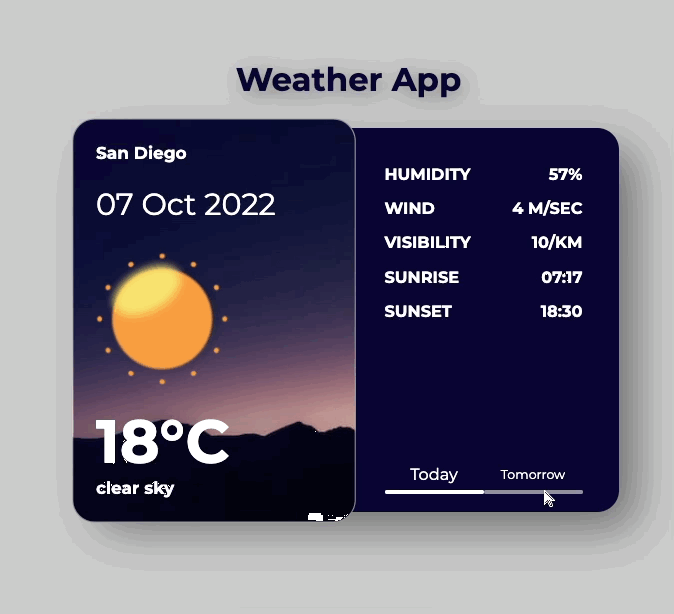 Weather App
San Diego
07 Oct 2022
18°C
clear sky
HUMIDITY 57%
WIND 4 M/SEC
VISIBILITY 10/KM
SUNRISE 07:17
SUNSET 18:30
Today Tomorrow